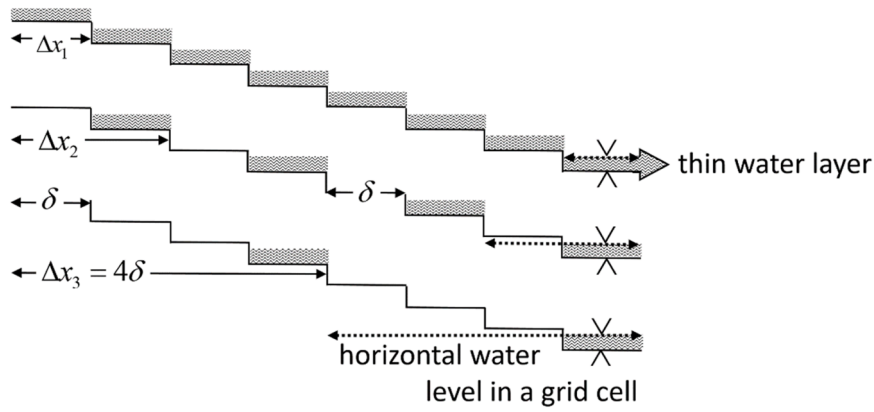 Δx₁
Δx₂
thin water layer
δ
δ
Δx₃ = 4δ
horizontal water
level in a grid cell